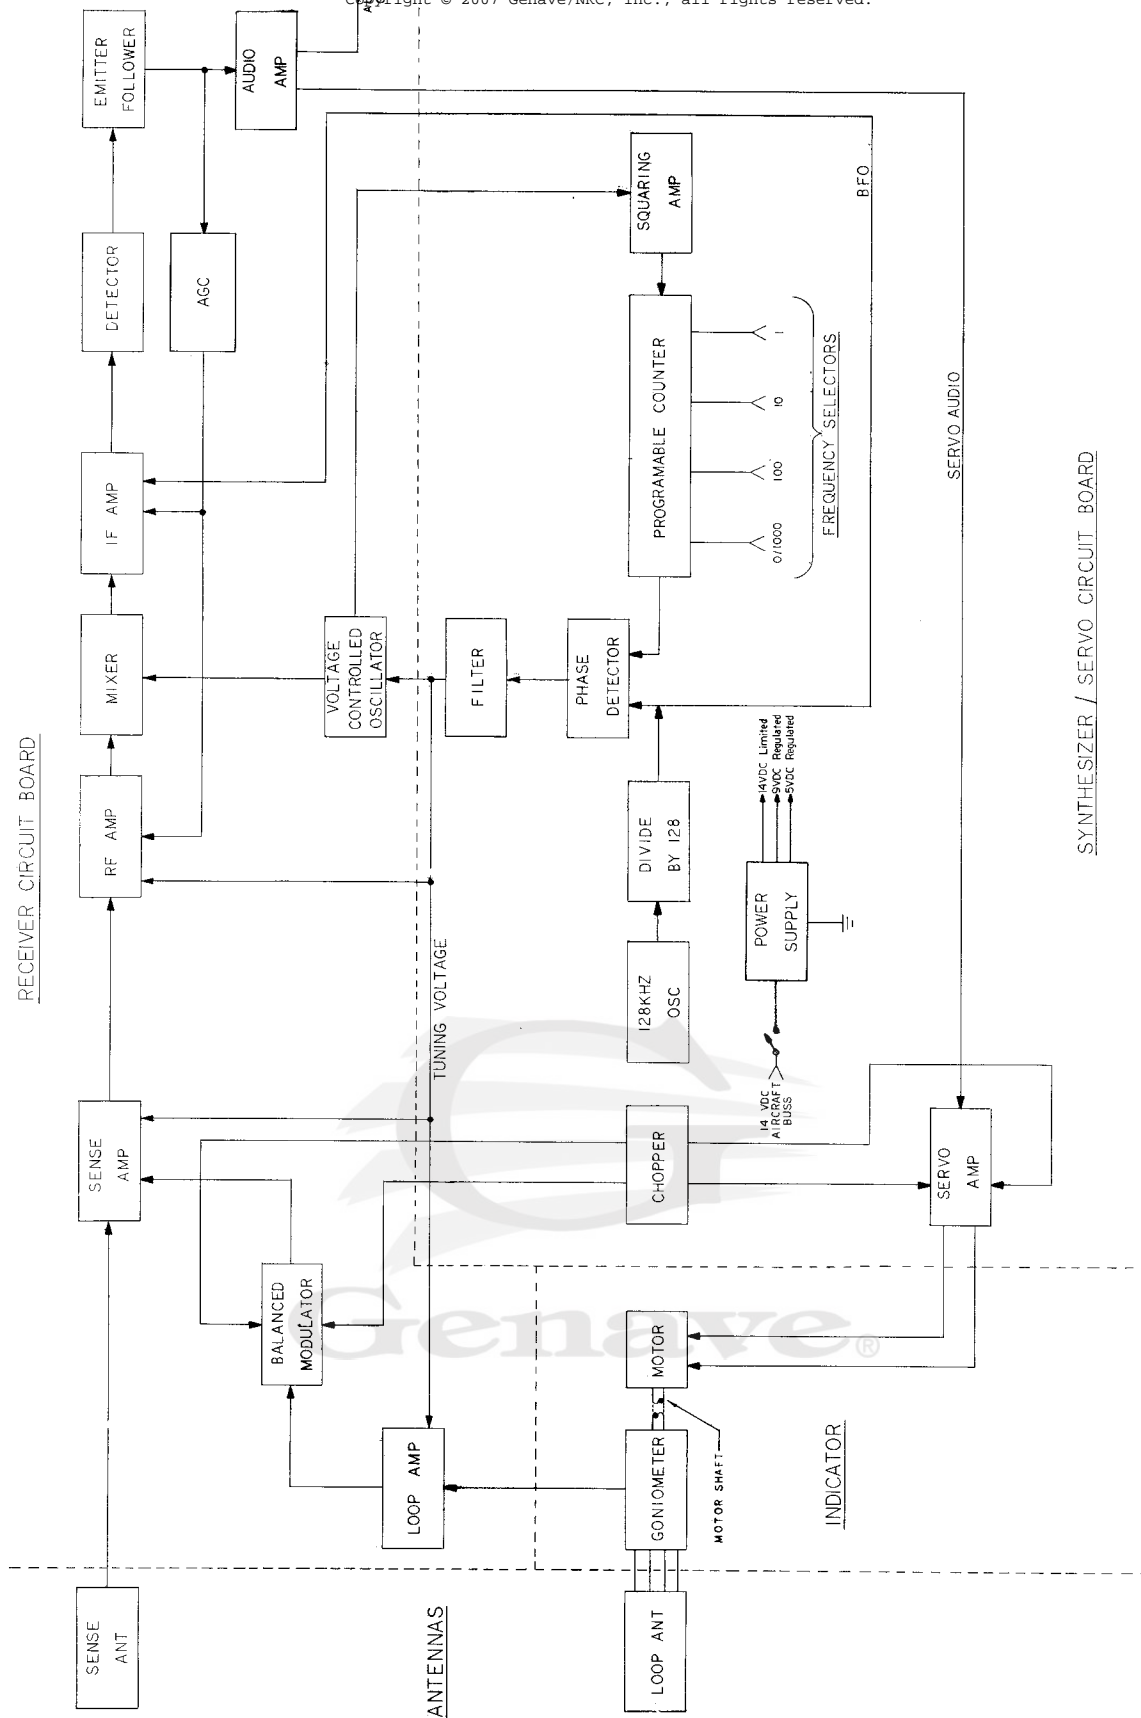 Copyright © 2007 Genave/NRC, Inc., all rights reserved.
RECEIVER CIRCUIT BOARD
SENSE
ANT
SENSE
AMP
RF AMP
MIXER
IF AMP
DETECTOR
EMITTER
FOLLOWER
AGC
AUDIO
AMP
BALANCED
MODULATOR
VOLTAGE
CONTROLLED
OSCILLATOR
LOOP AMP
TUNING VOLTAGE
FILTER
ANTENNAS
PHASE
DETECTOR
LOOP ANT
GONIOMETER
MOTOR
MOTOR SHAFT
CHOPPER
128KHZ
OSC
DIVIDE
BY 128
PROGRAMABLE COUNTER
SQUARING
AMP
0/1000
100
10
1
FREQUENCY SELECTORS
14 VDC
AIRCRAFT
BUSS
POWER
SUPPLY
14VDC Limited
9VDC Regulated
5VDC Regulated
BFO
INDICATOR
SERVO
AMP
SERVO AUDIO
SYNTHESIZER / SERVO CIRCUIT BOARD
Genave®